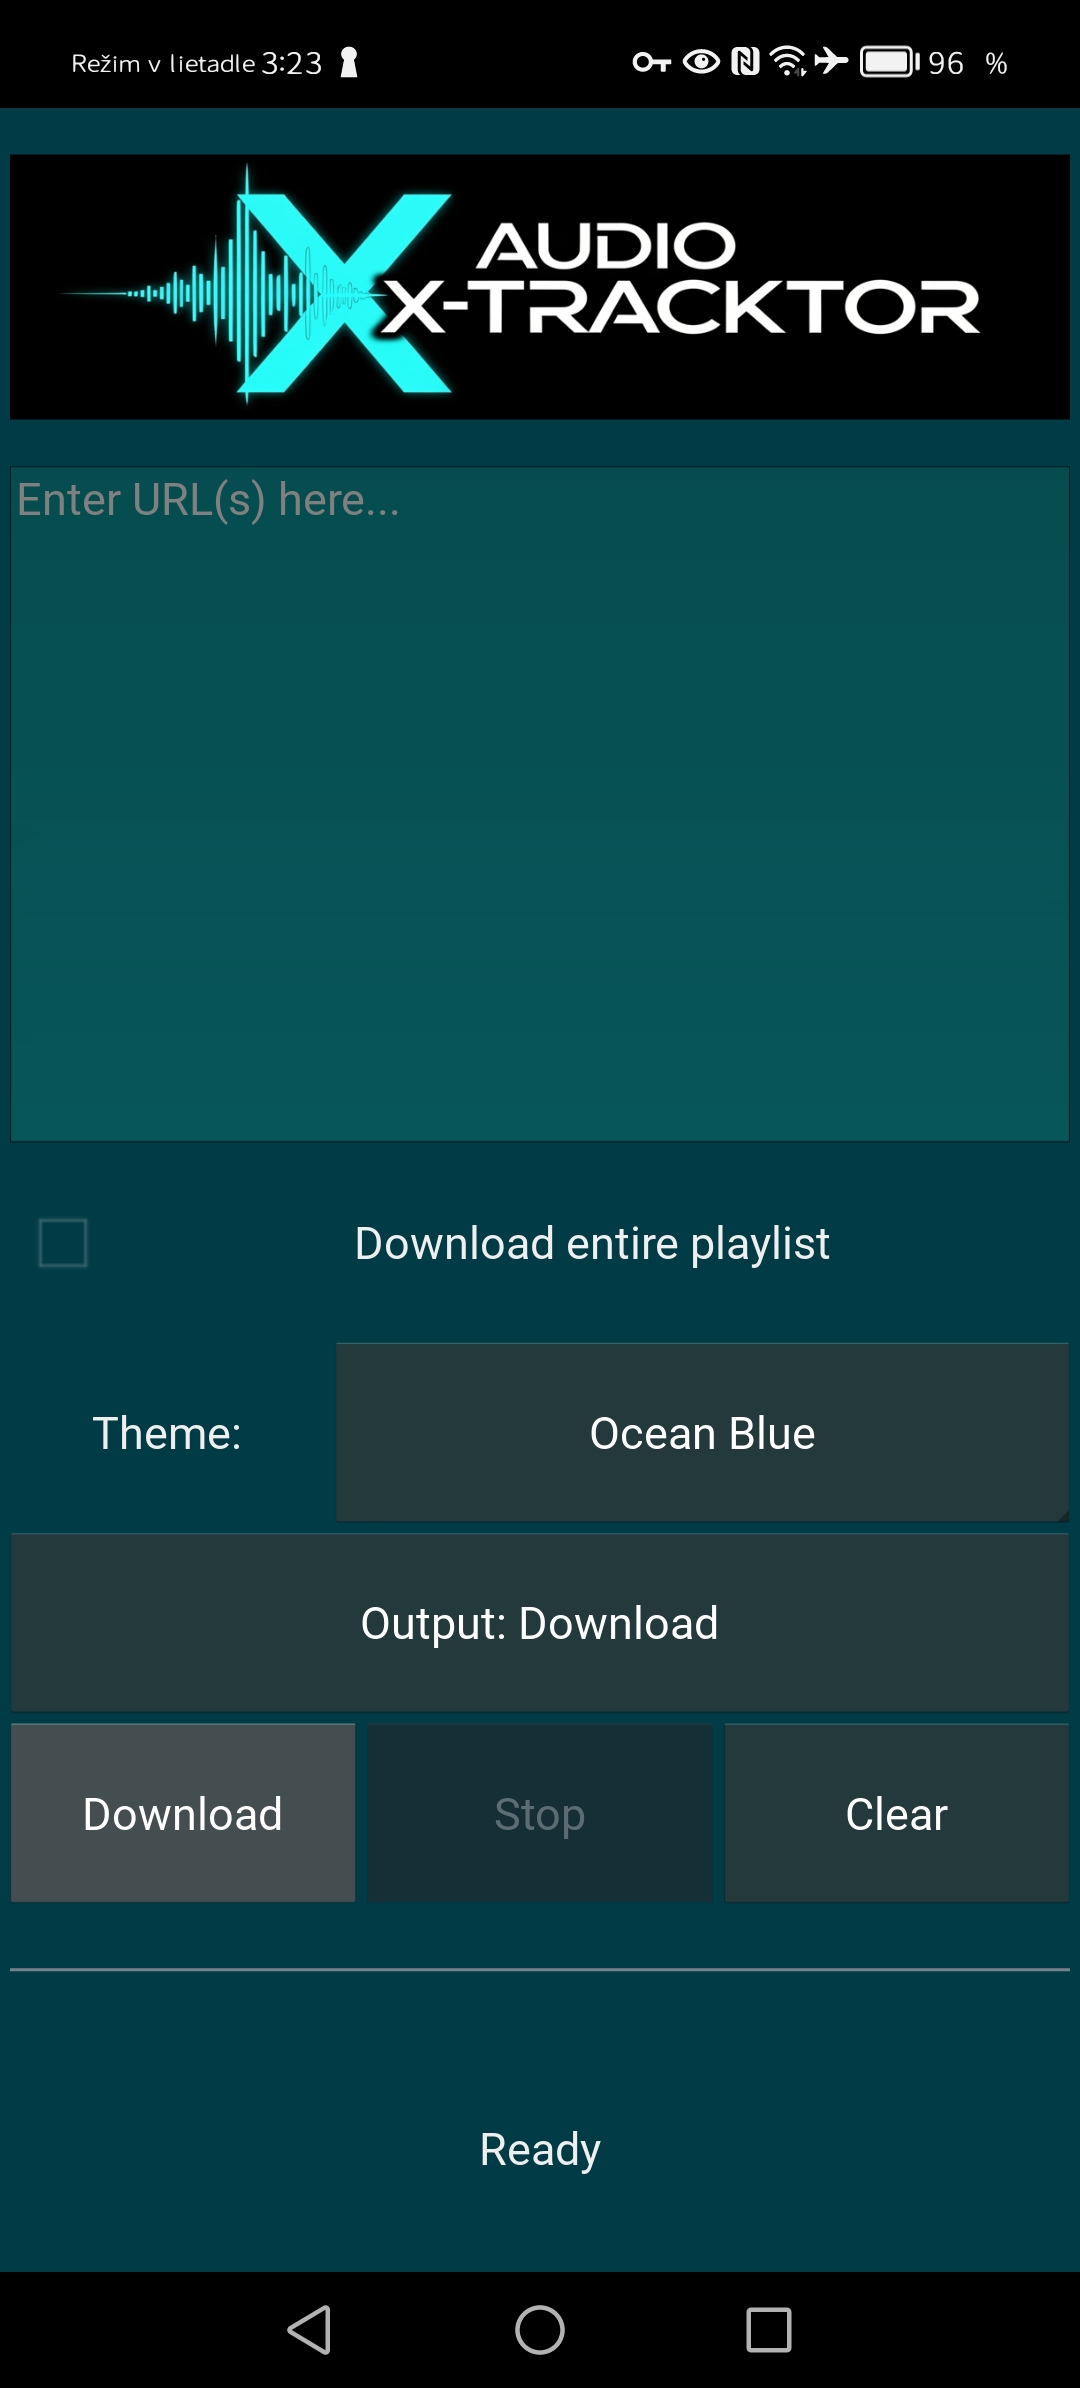 Režim v lietadle 3:23 96 %
AUDIO
X-TRACKTOR
Enter URL(s) here...
Download entire playlist
Theme: Ocean Blue
Output: Download
Download Stop Clear
Ready